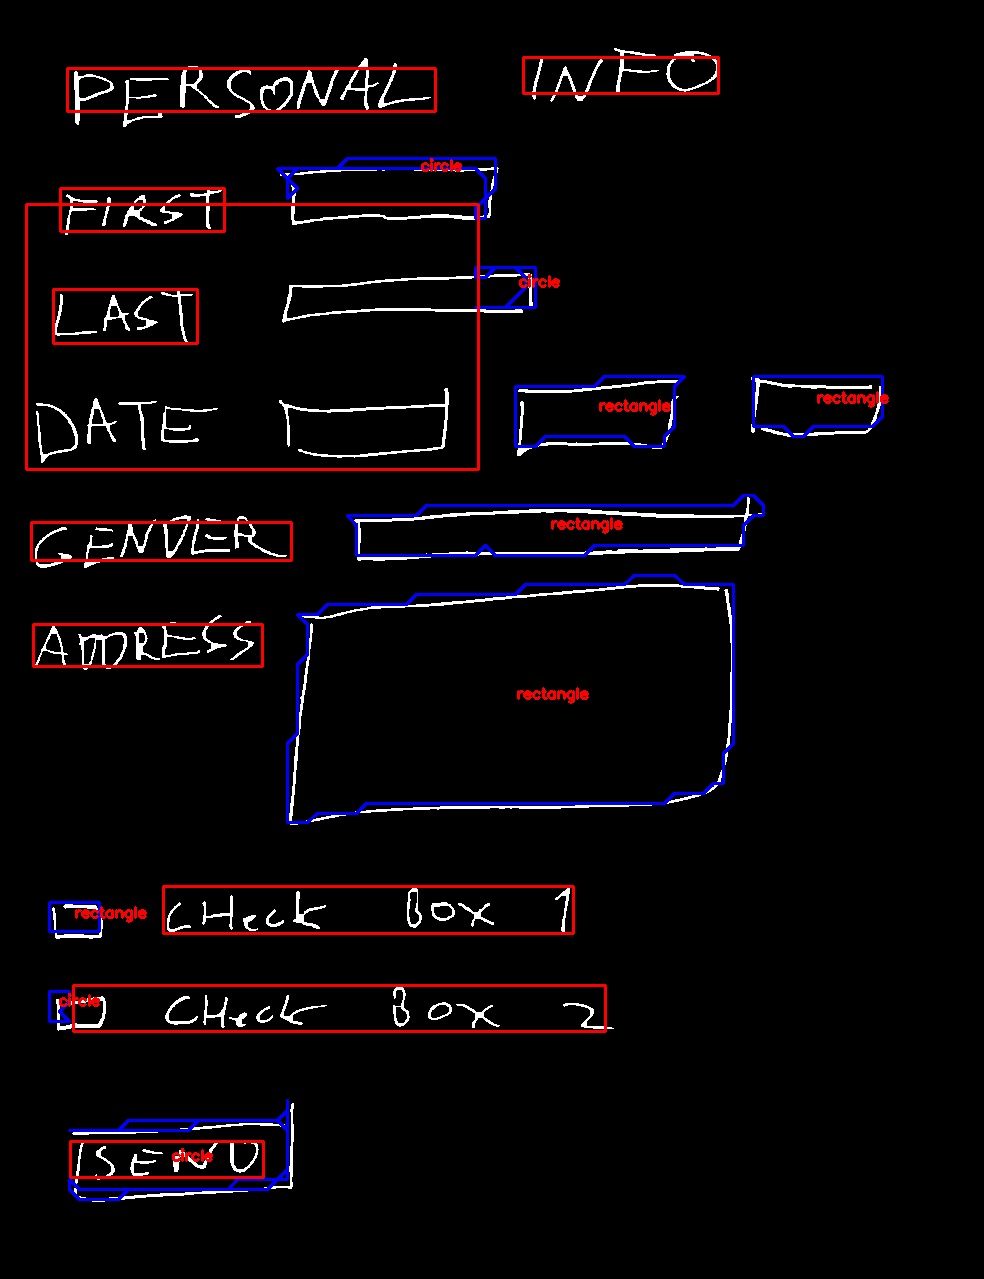 PERSONAL INFO
circle
FIRST
LAST circle
DATE rectangle rectangle
GENDER rectangle
ADDRESS
rectangle
rectangle CHecK BOX 1
circle CHecK BOX 2
SEND circle